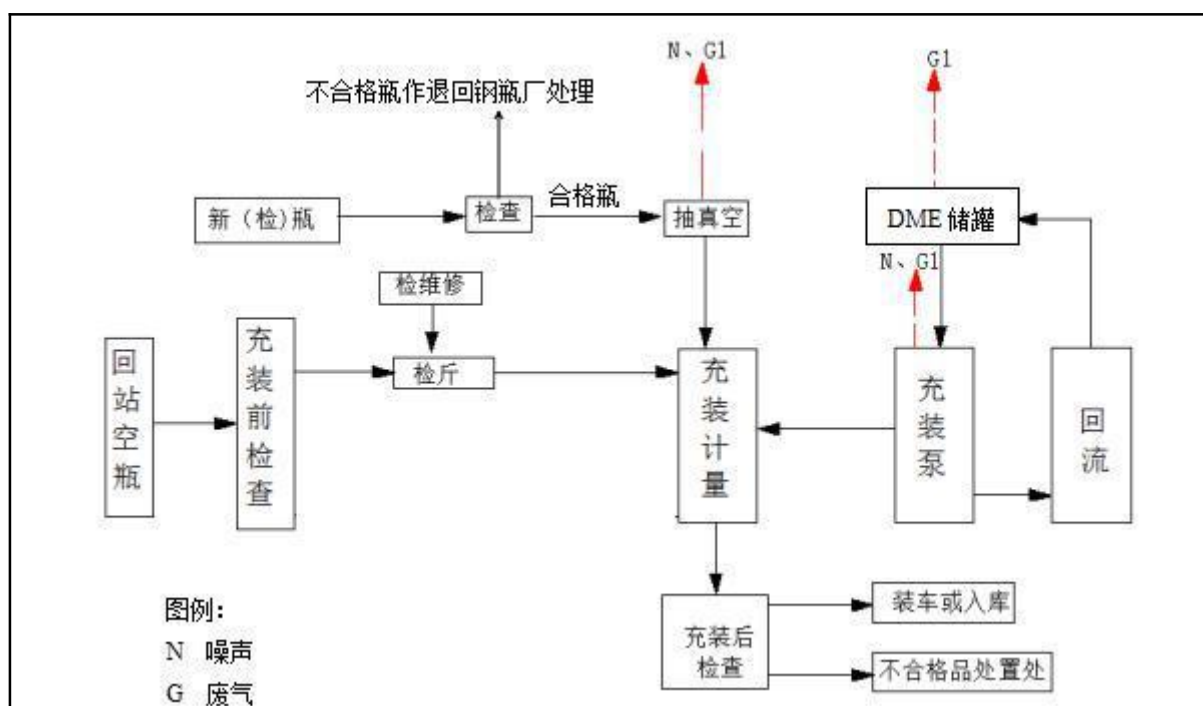 N、G1
G1
不合格瓶作退回钢瓶厂处理
新（检）瓶
检查
合格瓶
抽真空
DME 储罐
N、G1
检维修
回站空瓶
充装前检查
检斤
充装计量
充装泵
回流
充装后
检查
装车或入库
不合格品处置处
图例：
N 噪声
G 废气